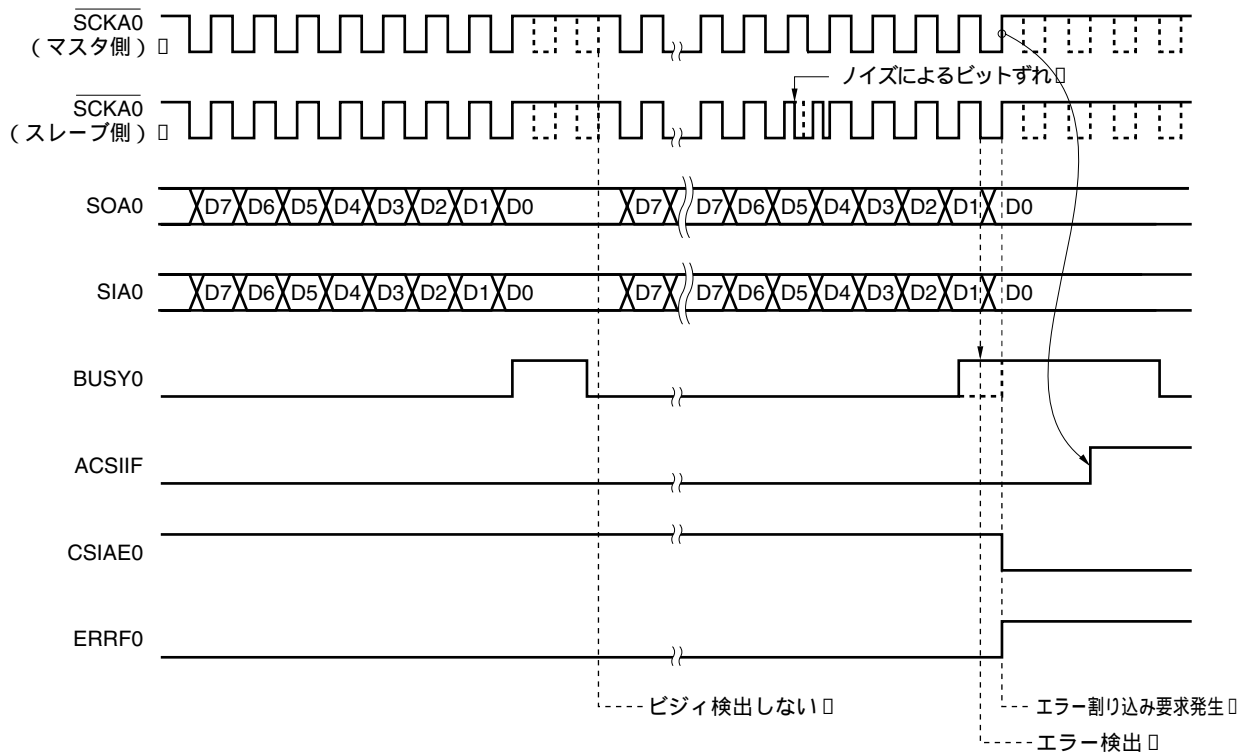 SCKA0
（マスタ側）
ノイズによるビットずれ
SCKA0
（スレーブ側）
SOA0 D7 D6 D5 D4 D3 D2 D1 D0 D7 D7 D6 D5 D4 D3 D2 D1 D0
SIA0 D7 D6 D5 D4 D3 D2 D1 D0 D7 D7 D6 D5 D4 D3 D2 D1 D0
BUSY0
ACSIIF
CSIAE0
ERRF0
ビジィ検出しない
エラー割り込み要求発生
エラー検出